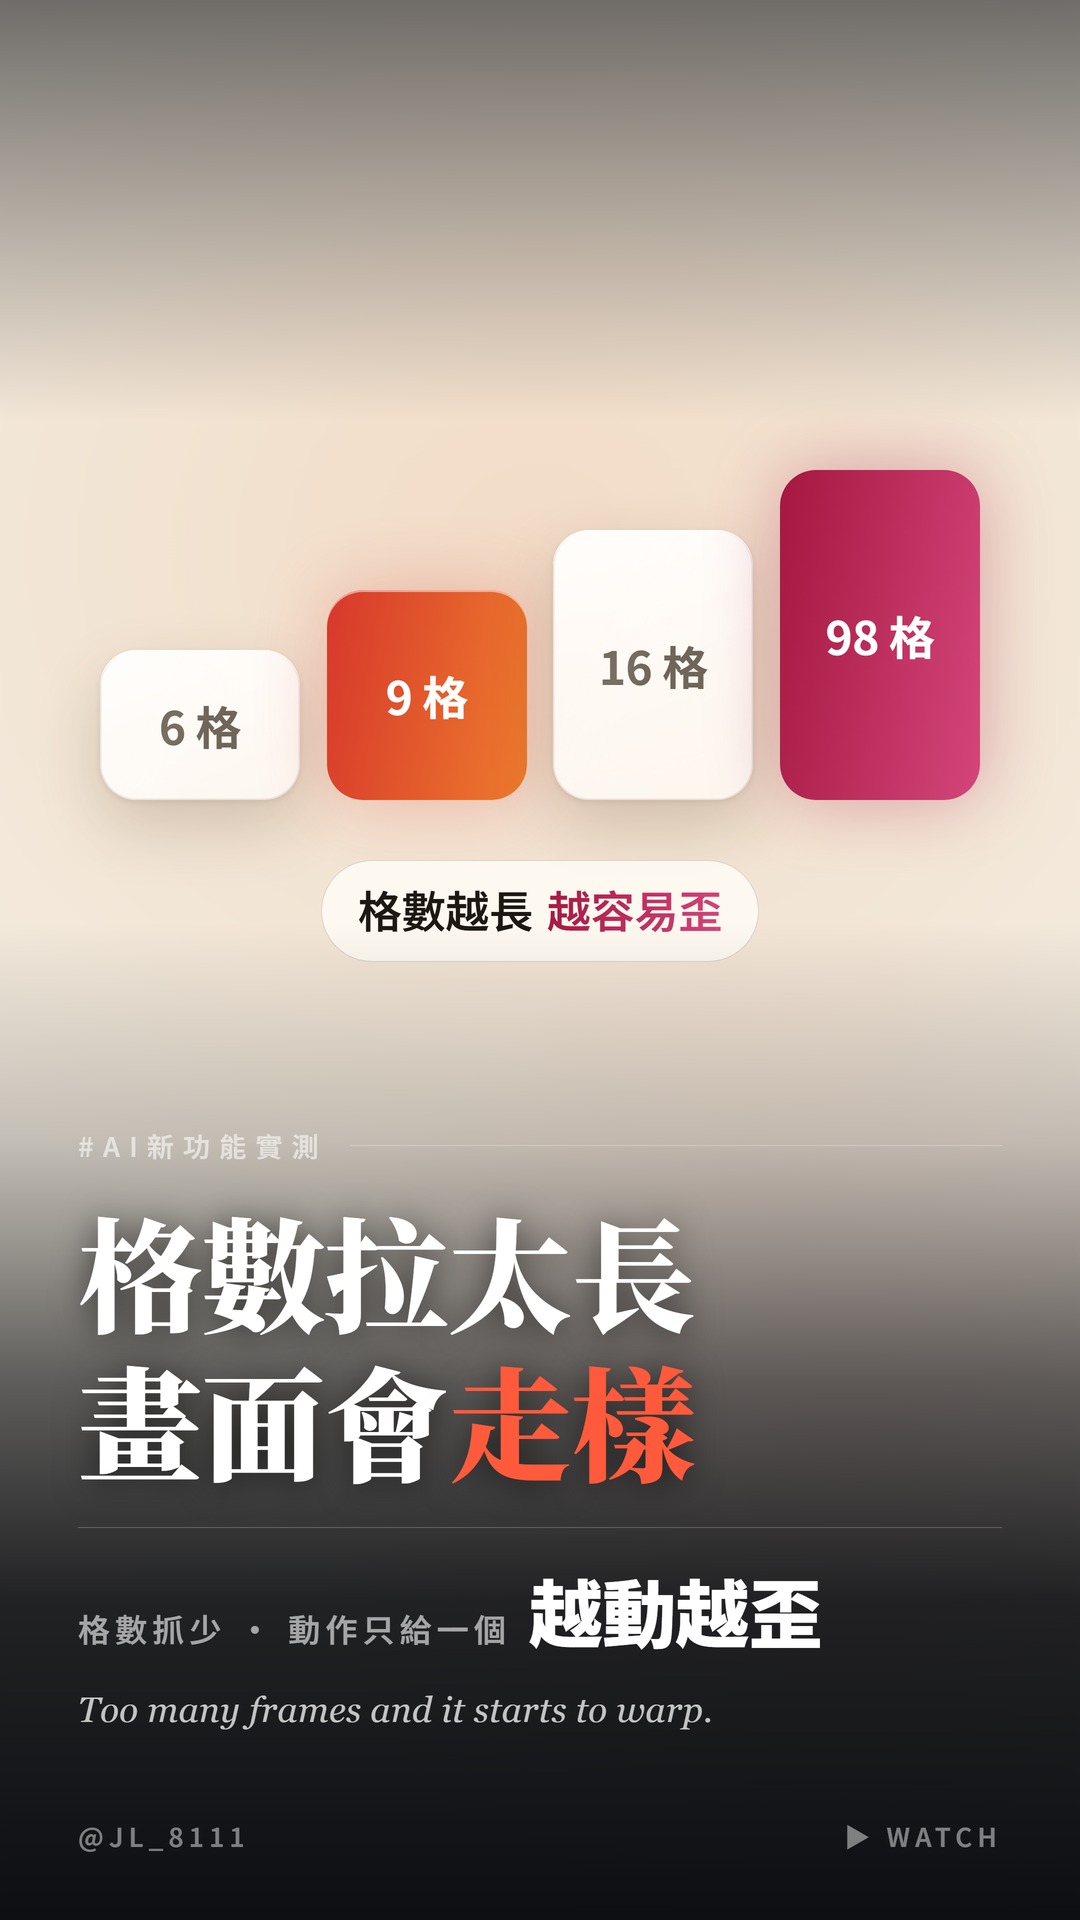 6 格
9 格
16 格
98 格
格數越長 越容易歪
#AI新功能實測
格數拉太長
畫面會走樣
格數抓少 • 動作只給一個 越動越歪
Too many frames and it starts to warp.
@JL_8111
▶ WATCH